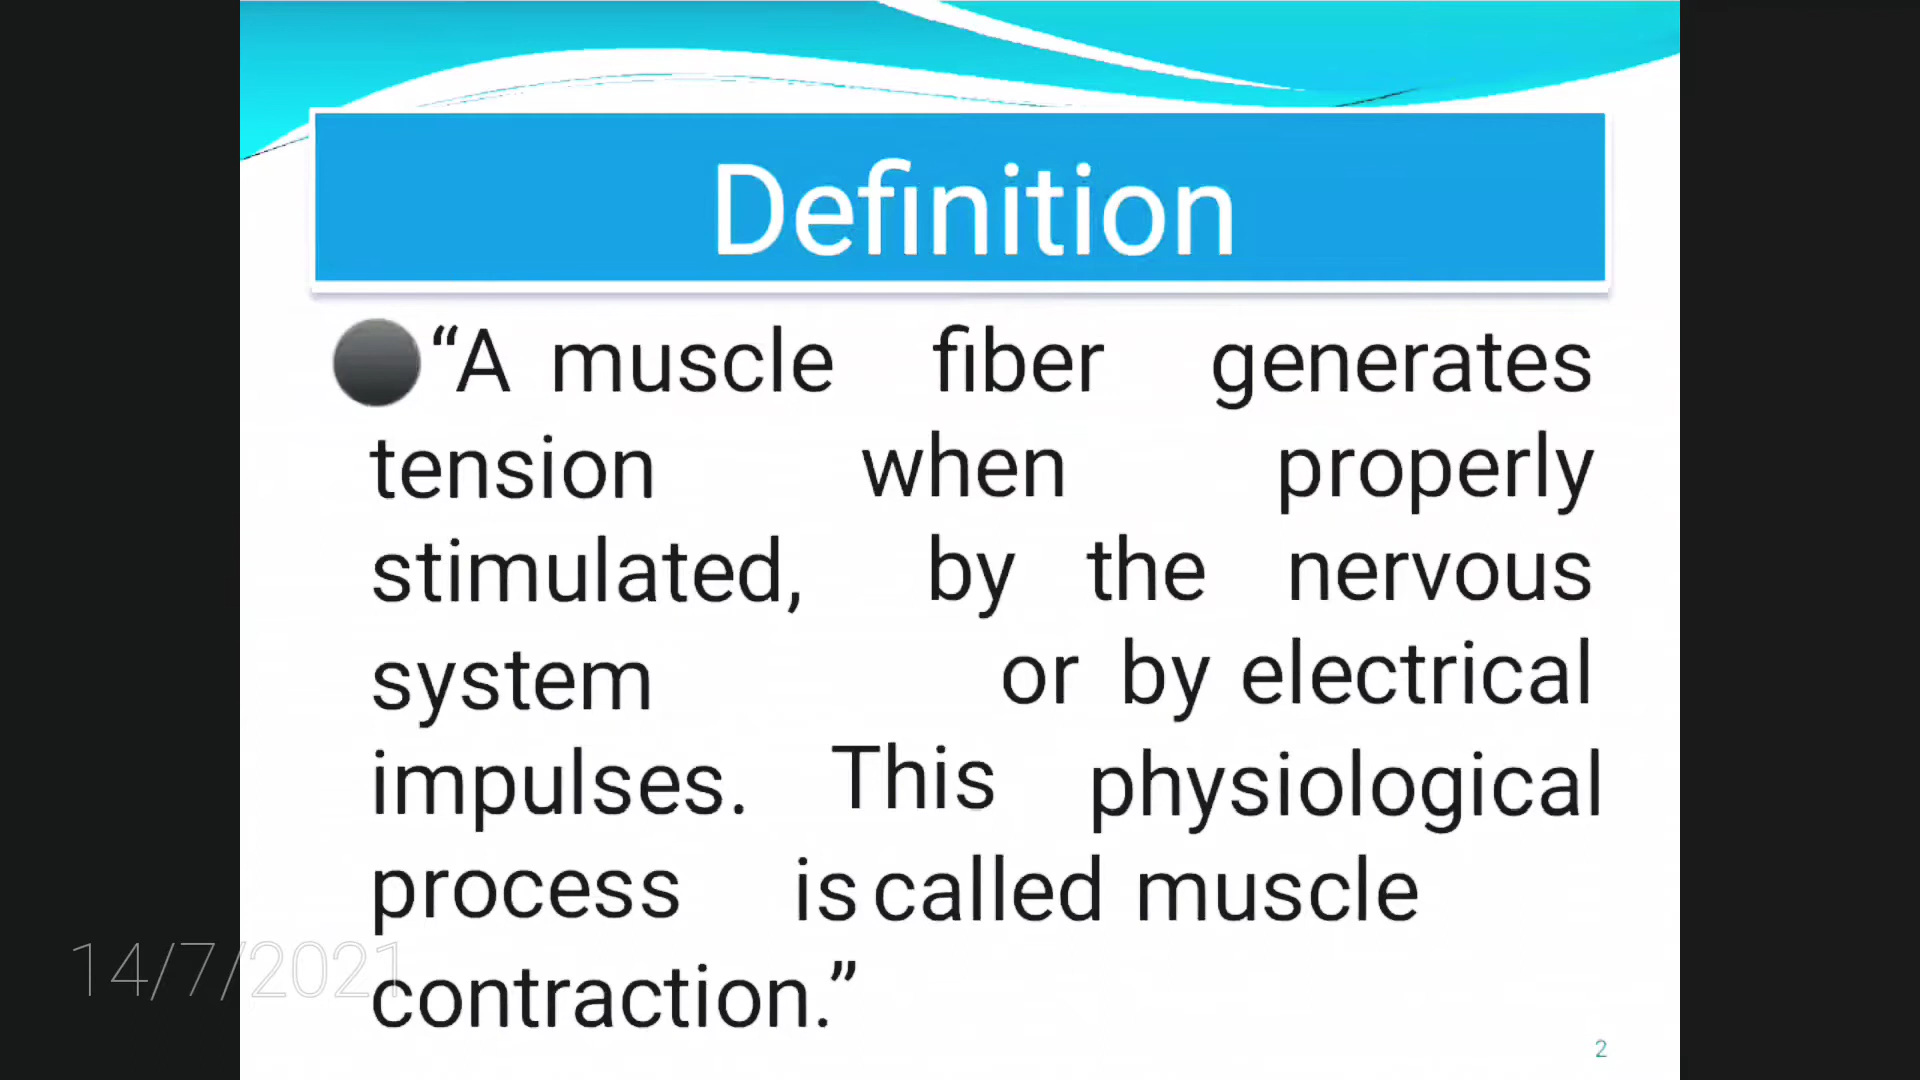 Definition
“A muscle fiber generates
tension when properly
stimulated, by the nervous
system or by electrical
impulses. This physiological
process is called muscle
14/7/2021
contraction.”
2